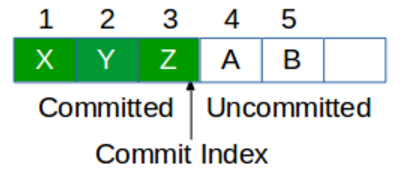 1 2 3 4 5
X Y Z A B
Committed Uncommitted
Commit Index